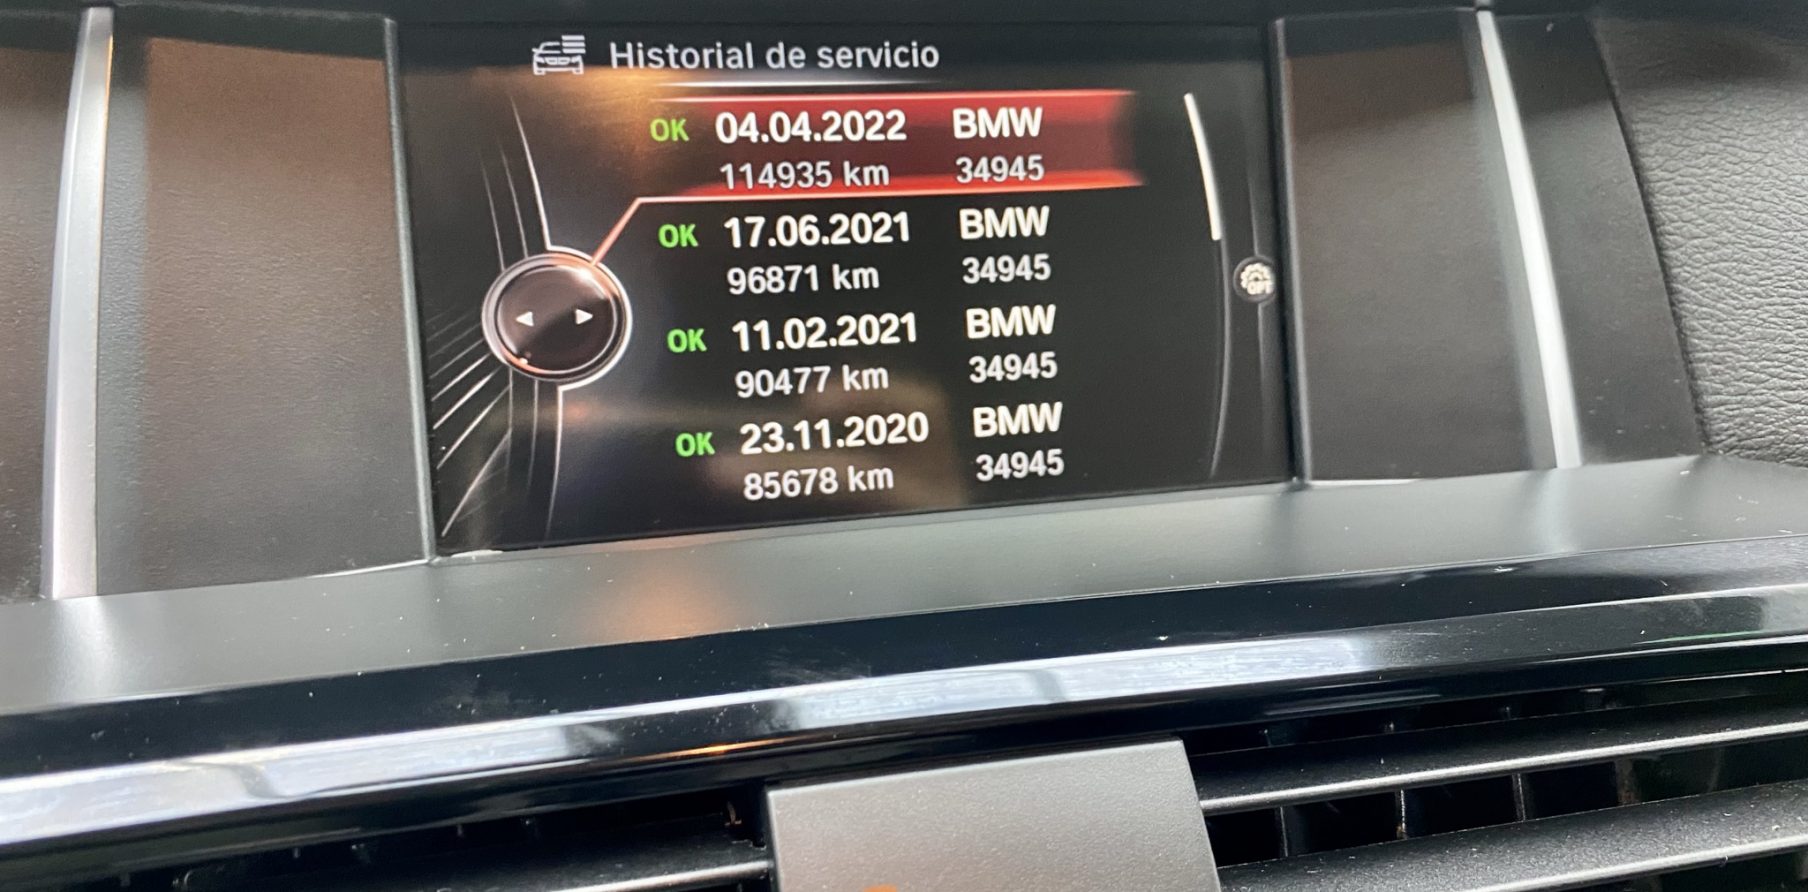 Historial de servicio
OK 04.04.2022 BMW
114935 km 34945
OK 17.06.2021 BMW
96871 km 34945
OK 11.02.2021 BMW
90477 km 34945
OK 23.11.2020 BMW
85678 km 34945
OPT